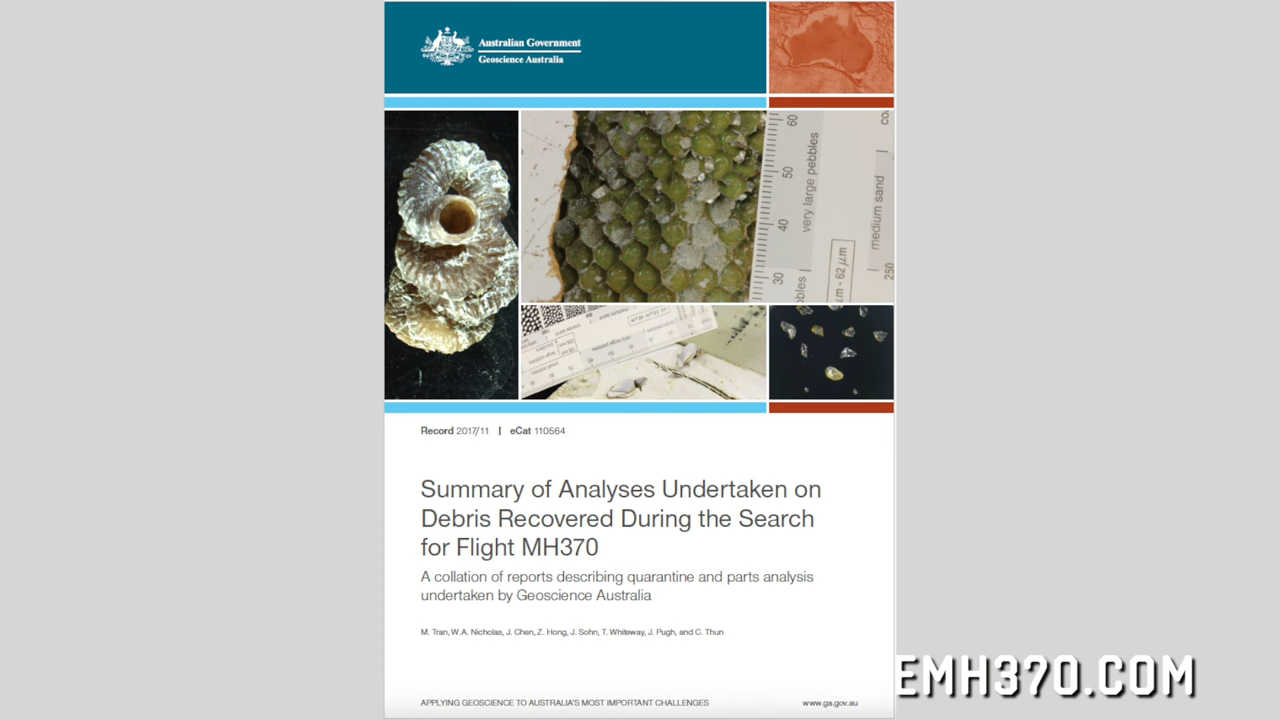 Australian Government
Geoscience Australia
60
50
40
30
very large pebbles
medium sand
250
μm - 62 μm
Record 2017/11 | eCat 110564
Summary of Analyses Undertaken on
Debris Recovered During the Search
for Flight MH370
A collation of reports describing quarantine and parts analysis
undertaken by Geoscience Australia
M. Tran, W.A. Nicholas, J. Chen, Z. Hong, J. Sohn, T. Whiteway, J. Pugh, and C. Thun
EMH370.COM
APPLYING GEOSCIENCE TO AUSTRALIA'S MOST IMPORTANT CHALLENGES
www.ga.gov.au